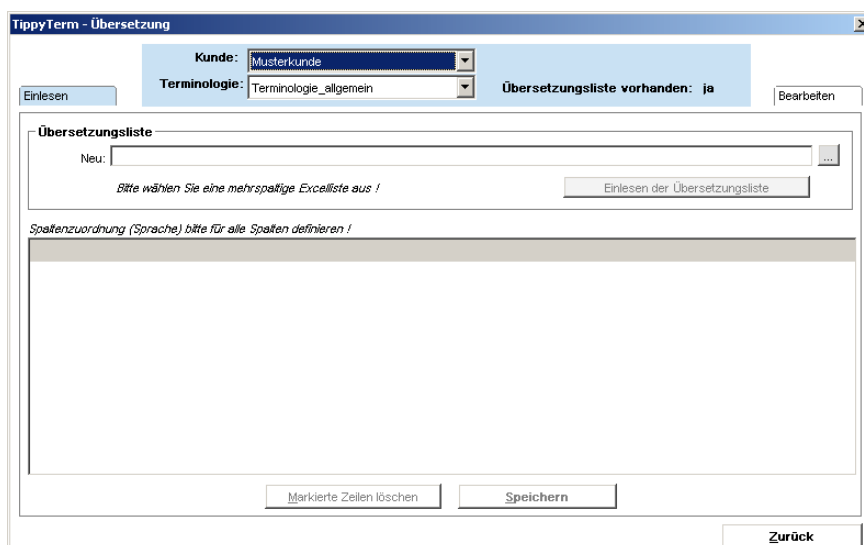 TippyTerm - Übersetzung
Kunde: Musterkunde
Terminologie: Terminologie_allgemein
Übersetzungsliste vorhanden: ja
Einlesen
Bearbeiten
Übersetzungsliste
Neu: ...
Bitte wählen Sie eine mehrspaltige Excelliste aus !
Einlesen der Übersetzungsliste
Spaltenzuordnung (Sprache) bitte für alle Spalten definieren !
Markierte Zeilen löschen
Speichern
Zurück